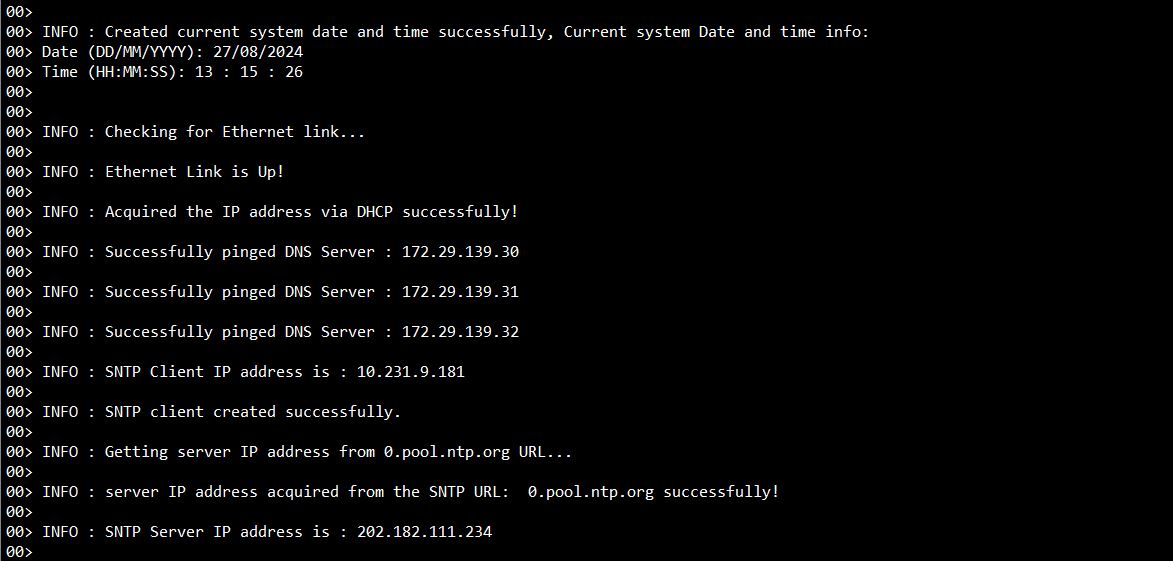 00>
00> INFO : Created current system date and time successfully, Current system Date and time info:
00> Date (DD/MM/YYYY): 27/08/2024
00> Time (HH:MM:SS): 13 : 15 : 26
00>
00>
00> INFO : Checking for Ethernet link...
00>
00> INFO : Ethernet Link is Up!
00>
00> INFO : Acquired the IP address via DHCP successfully!
00>
00> INFO : Successfully pinged DNS Server : 172.29.139.30
00>
00> INFO : Successfully pinged DNS Server : 172.29.139.31
00>
00> INFO : Successfully pinged DNS Server : 172.29.139.32
00>
00> INFO : SNTP Client IP address is : 10.231.9.181
00>
00> INFO : SNTP client created successfully.
00>
00> INFO : Getting server IP address from 0.pool.ntp.org URL...
00>
00> INFO : server IP address acquired from the SNTP URL:  0.pool.ntp.org successfully!
00>
00> INFO : SNTP Server IP address is : 202.182.111.234
00>